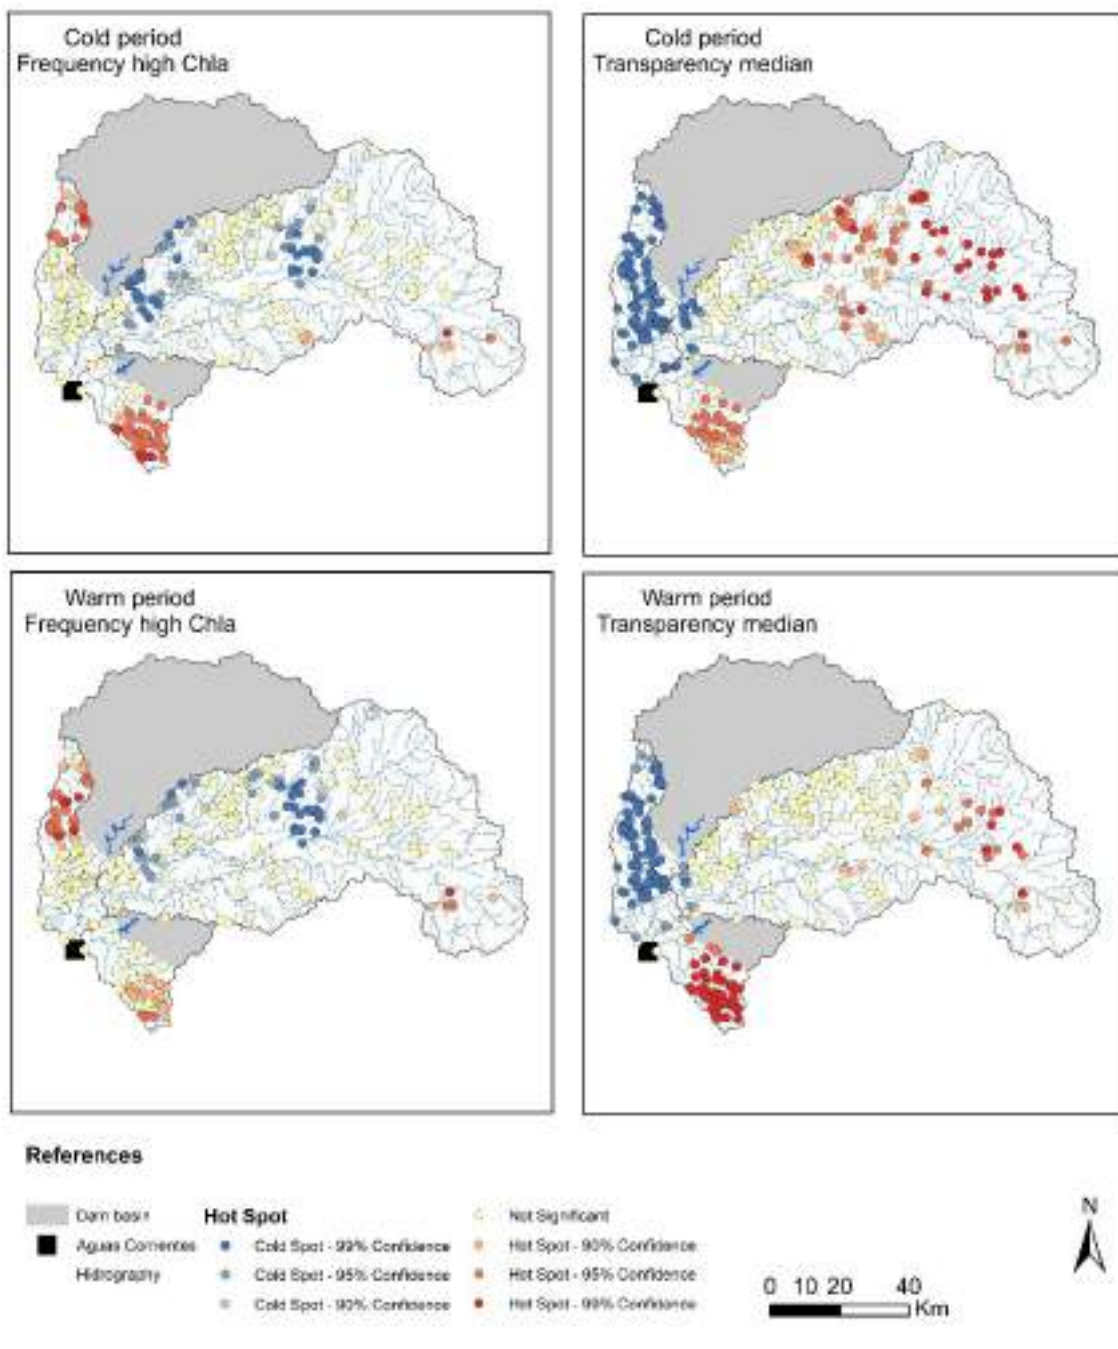 Cold period
Frequency high Chla
Cold period
Transparency median
Warm period
Frequency high Chla
Warm period
Transparency median
References
Dam basin
Aguas Corrientes
Hidrography
Hot Spot
Cold Spot - 99% Confidence
Cold Spot - 95% Confidence
Cold Spot - 90% Confidence
Not Significant
Hot Spot - 90% Confidence
Hot Spot - 95% Confidence
Hot Spot - 99% Confidence
0 10 20 40
Km
N